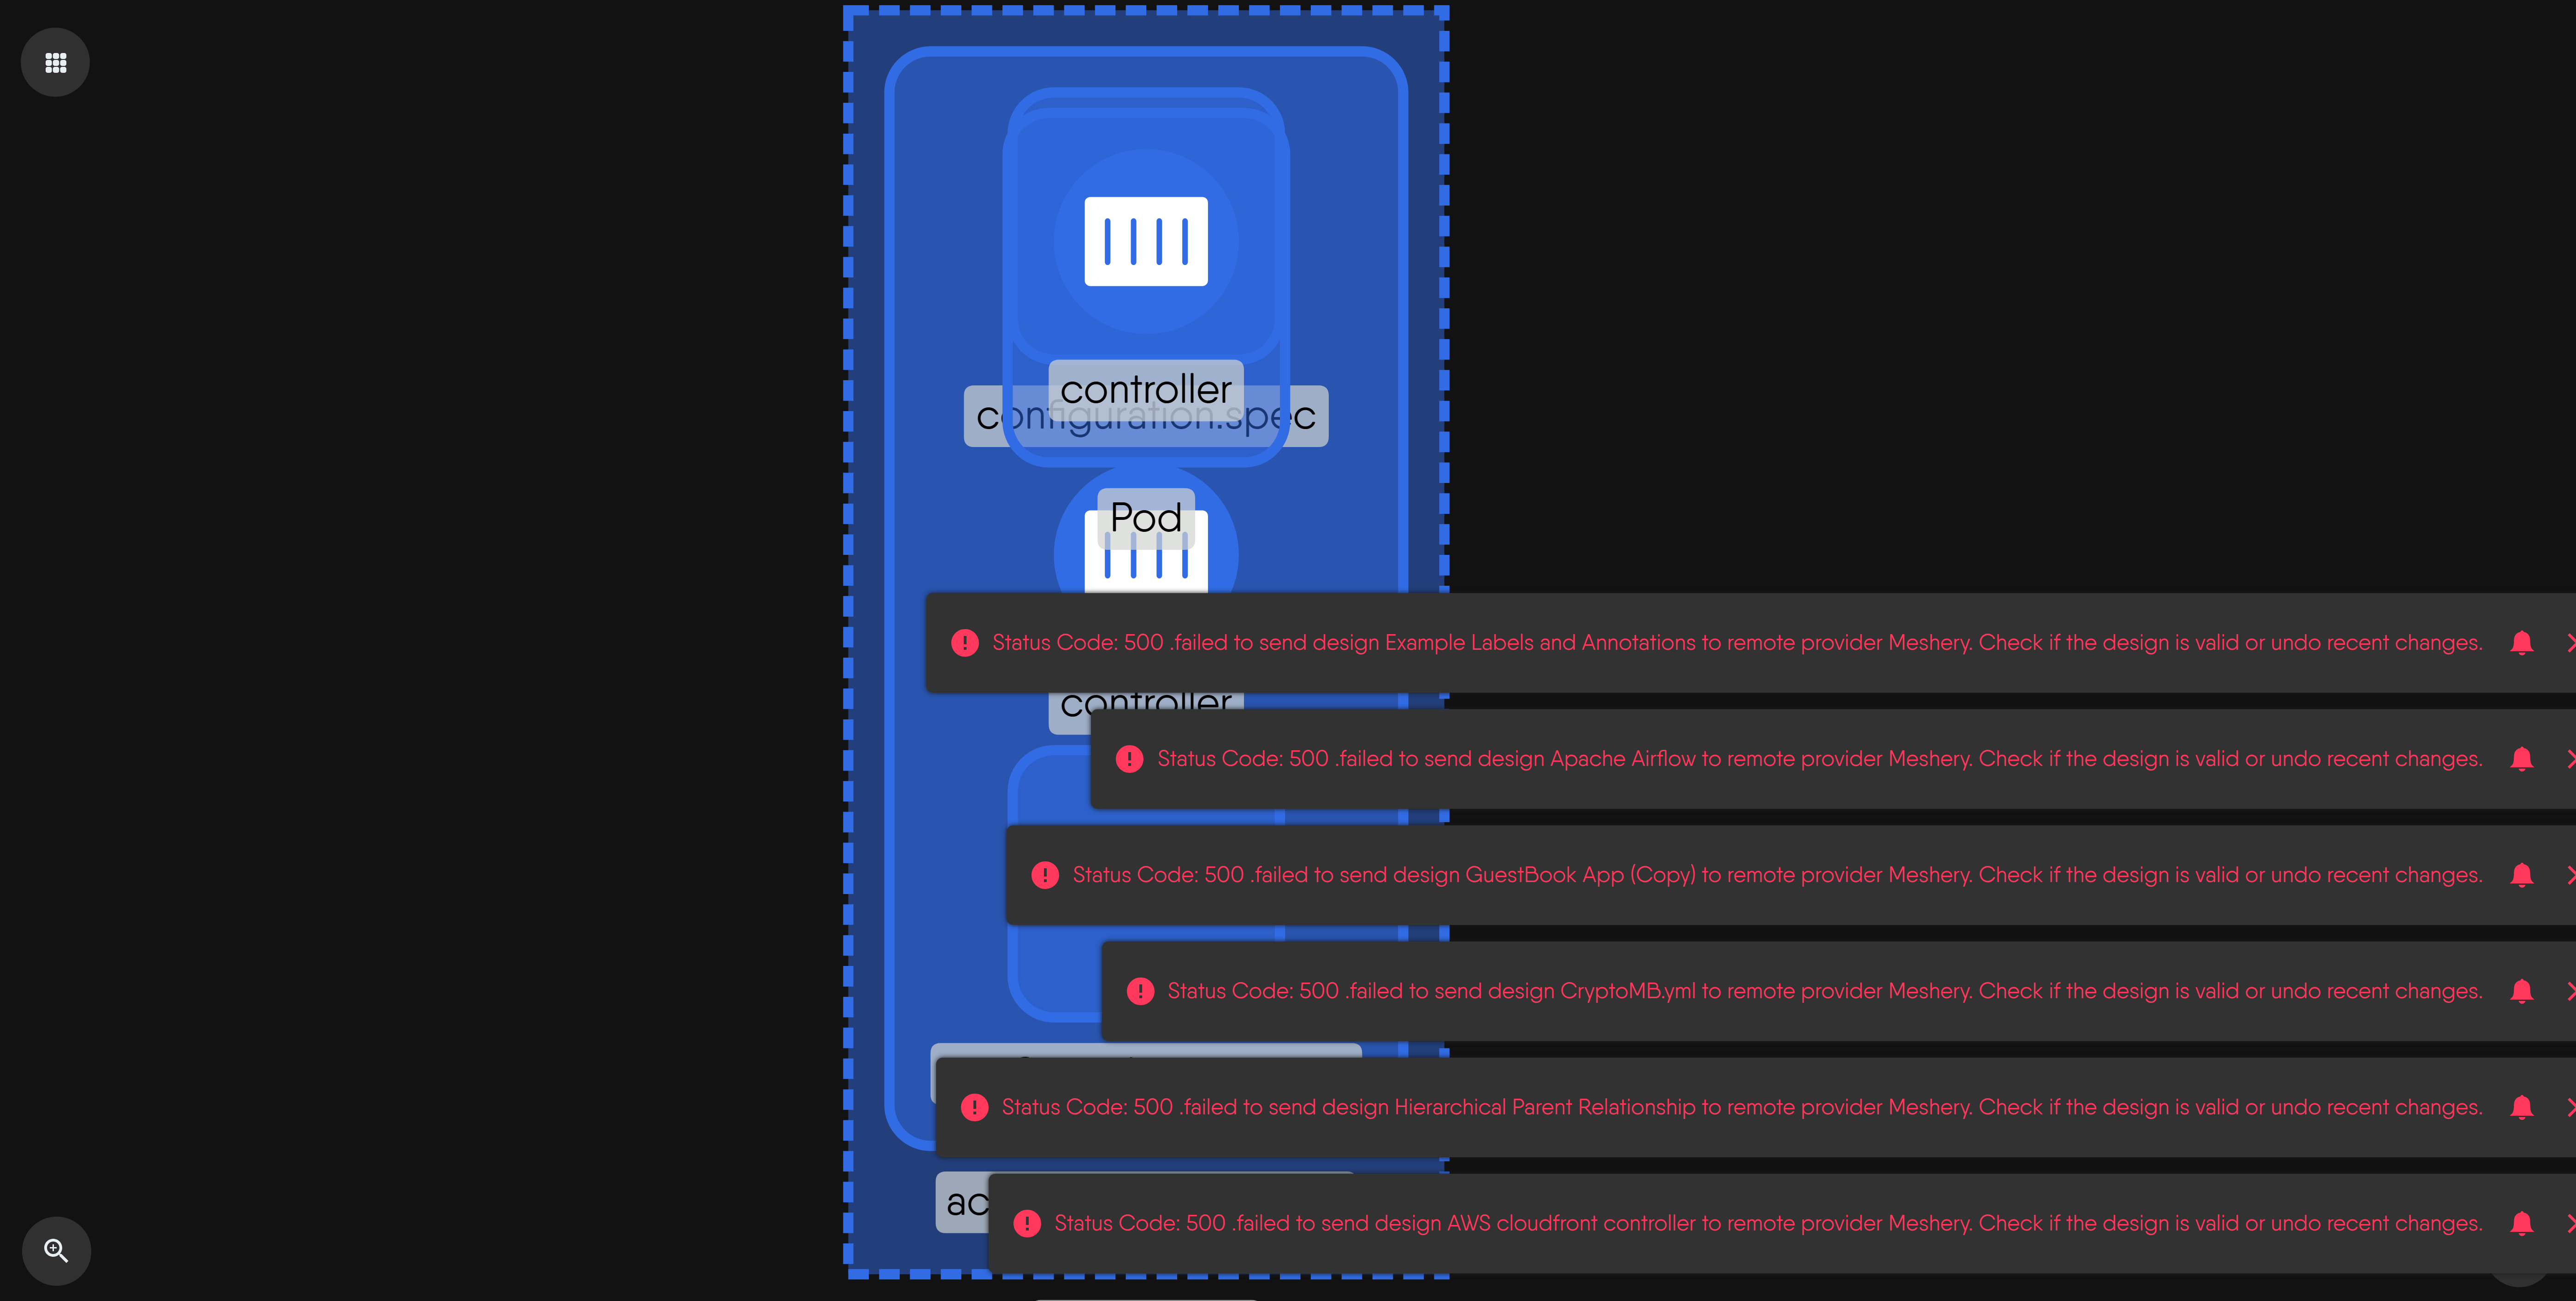 controller
configuration.spec
Pod
Status Code: 500 .failed to send design Example Labels and Annotations to remote provider Meshery. Check if the design is valid or undo recent changes.
controller
Status Code: 500 .failed to send design Apache Airflow to remote provider Meshery. Check if the design is valid or undo recent changes.
Status Code: 500 .failed to send design GuestBook App (Copy) to remote provider Meshery. Check if the design is valid or undo recent changes.
Status Code: 500 .failed to send design CryptoMB.yml to remote provider Meshery. Check if the design is valid or undo recent changes.
Status Code: 500 .failed to send design Hierarchical Parent Relationship to remote provider Meshery. Check if the design is valid or undo recent changes.
Status Code: 500 .failed to send design AWS cloudfront controller to remote provider Meshery. Check if the design is valid or undo recent changes.